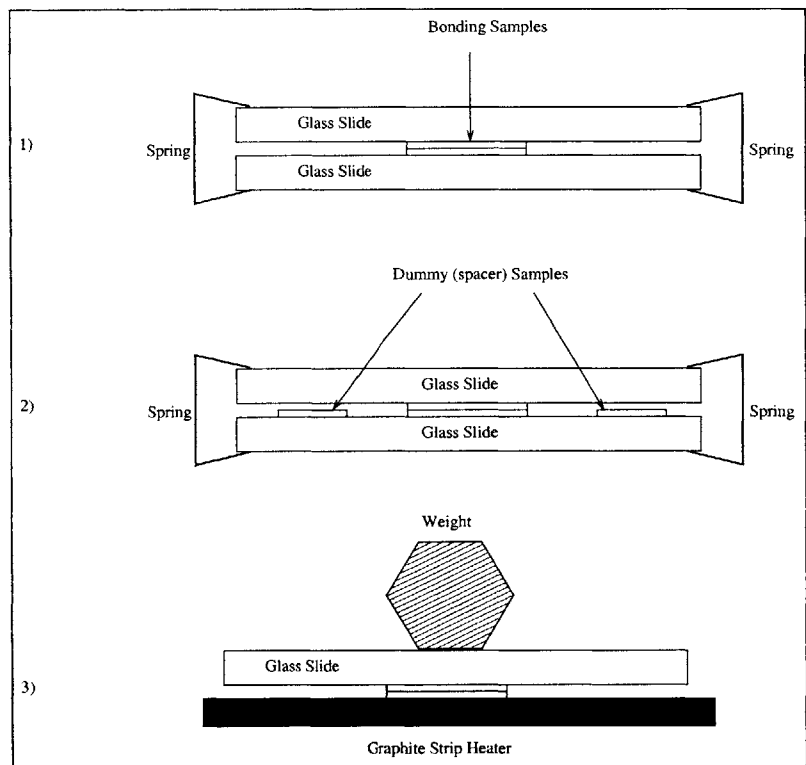 Bonding Samples
1)
Glass Slide
Spring
Spring
Glass Slide
Dummy (spacer) Samples
2)
Glass Slide
Spring
Spring
Glass Slide
Weight
3)
Glass Slide
Graphite Strip Heater